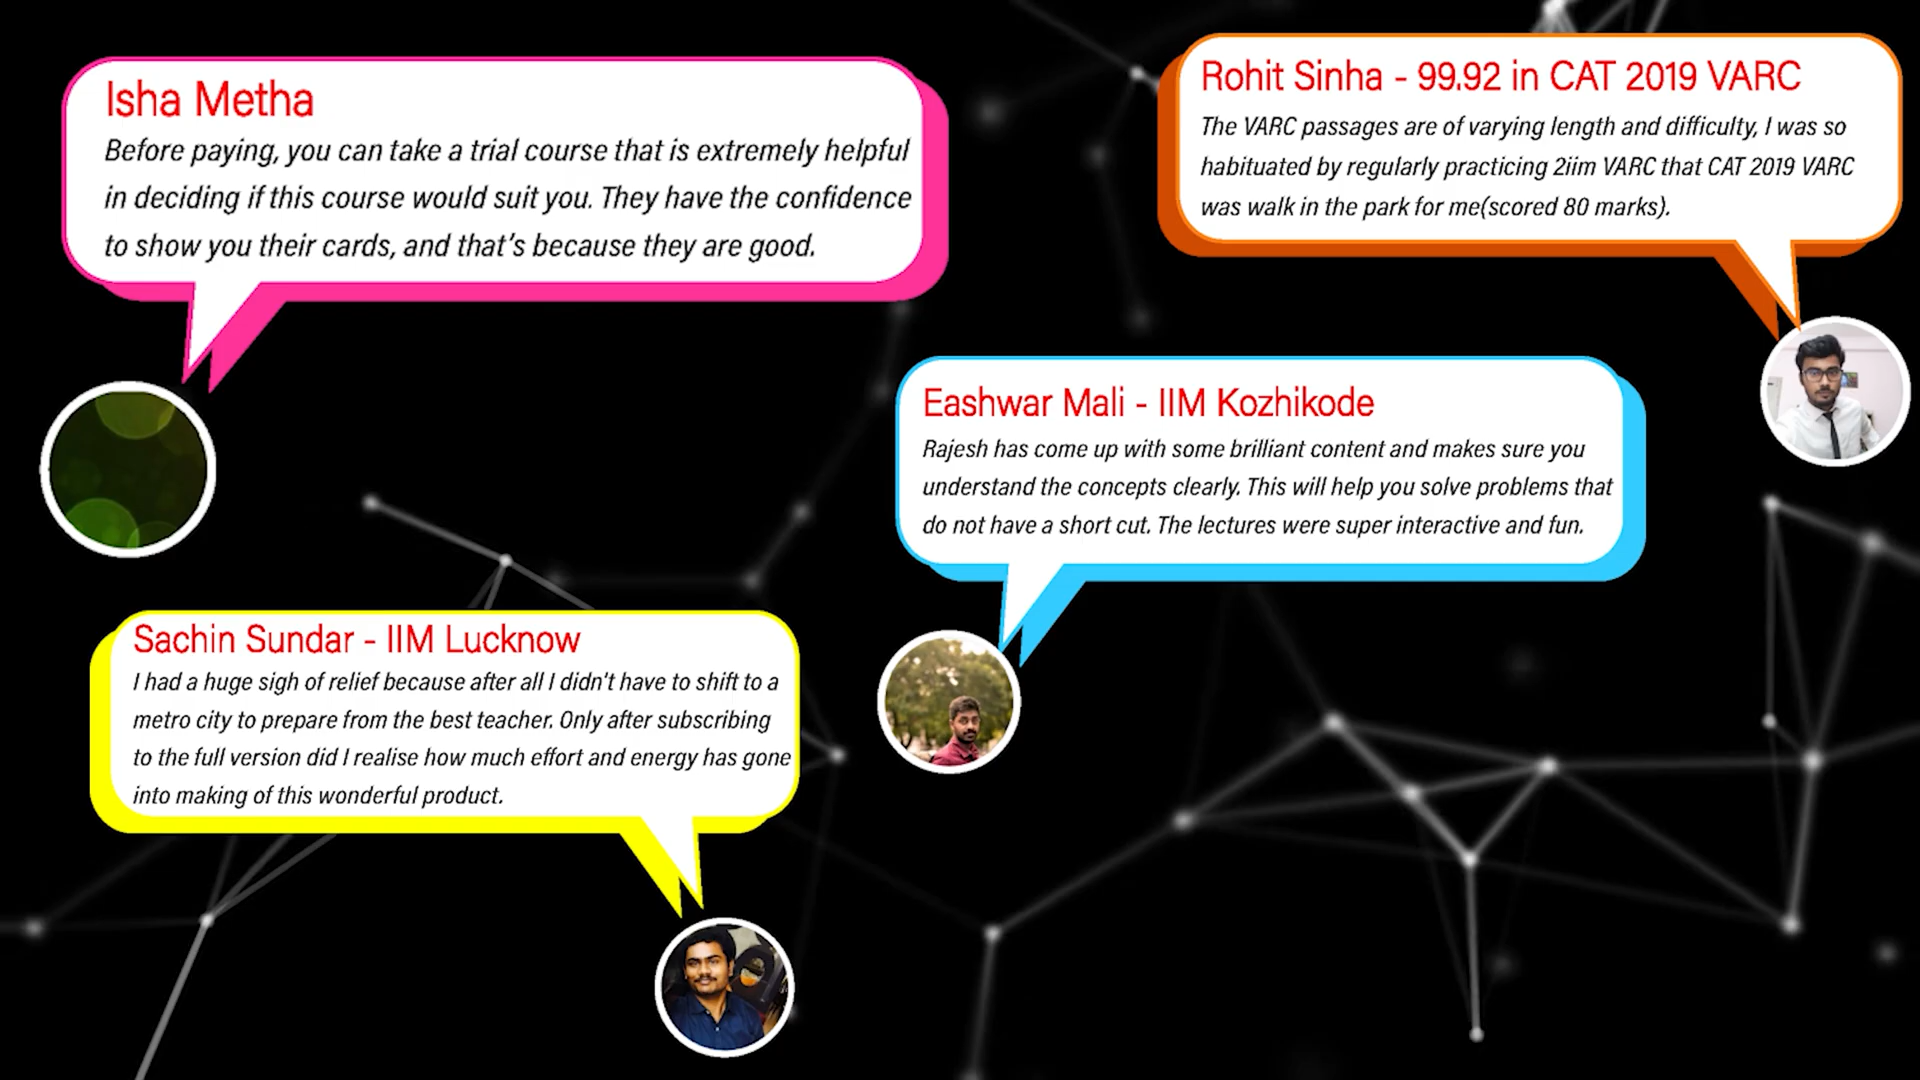 Isha Metha
Before paying, you can take a trial course that is extremely helpful
in deciding if this course would suit you. They have the confidence
to show you their cards, and that's because they are good.
Rohit Sinha - 99.92 in CAT 2019 VARC
The VARC passages are of varying length and difficulty, I was so
habituated by regularly practicing 2iim VARC that CAT 2019 VARC
was walk in the park for me(scored 80 marks).
Eashwar Mali - IIM Kozhikode
Rajesh has come up with some brilliant content and makes sure you
understand the concepts clearly. This will help you solve problems that
do not have a short cut. The lectures were super interactive and fun.
Sachin Sundar - IIM Lucknow
I had a huge sigh of relief because after all I didn't have to shift to a
metro city to prepare from the best teacher. Only after subscribing
to the full version did I realise how much effort and energy has gone
into making of this wonderful product.